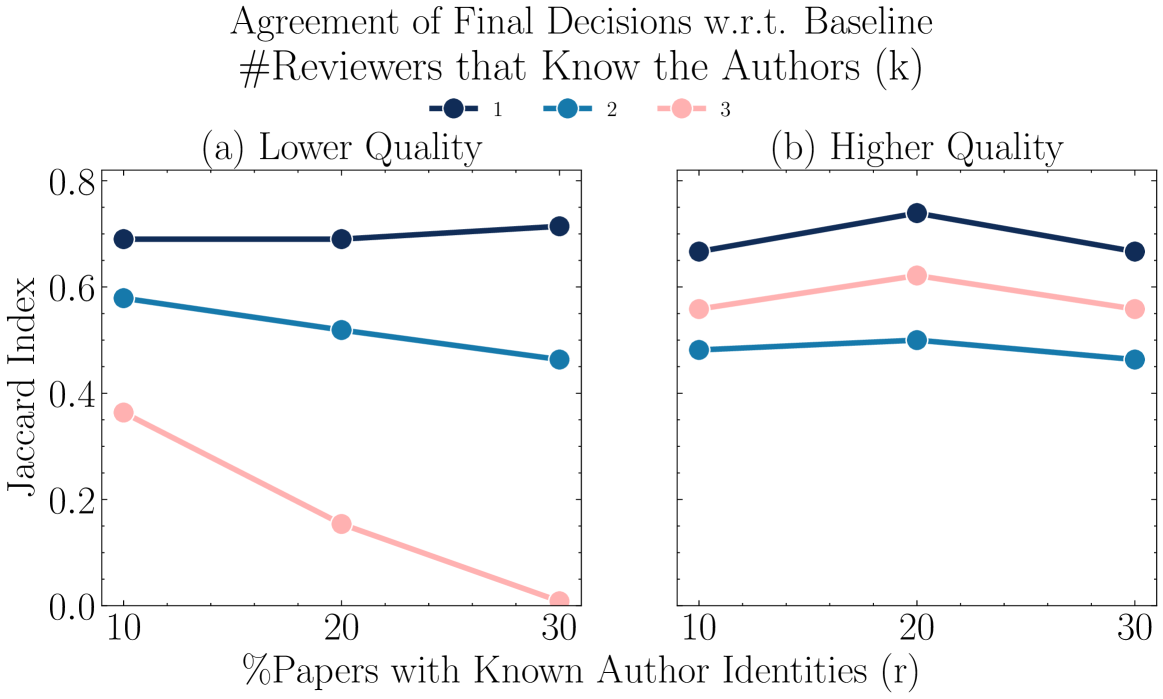 Agreement of Final Decisions w.r.t. Baseline
#Reviewers that Know the Authors (k)
1 2 3
(a) Lower Quality
(b) Higher Quality
Jaccard Index
0.8
0.6
0.4
0.2
0.0
10 20 30
10 20 30
%Papers with Known Author Identities (r)